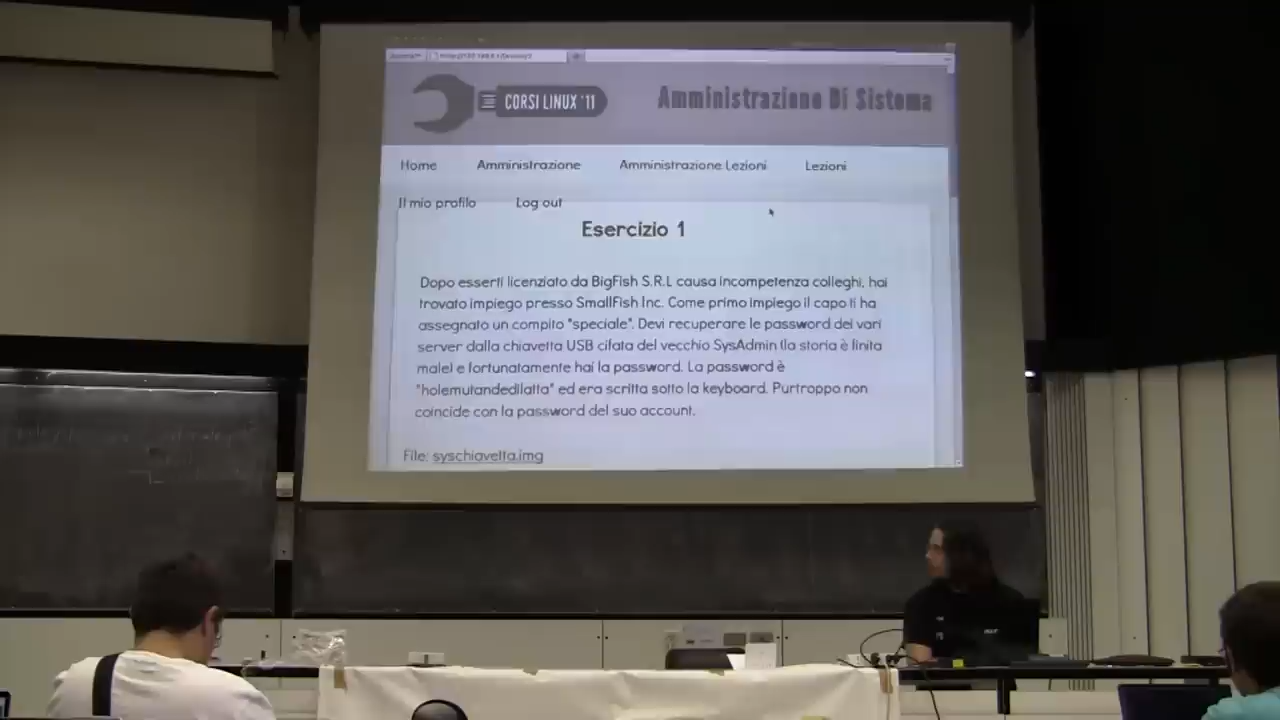 CORSI LINUX '11
Amministrazione Di Sistema
Home Amministrazione Amministrazione Lezioni Lezioni
Il mio profilo Log out
Esercizio 1
Dopo esserti licenziato da BigFish S.R.L causa incompetenza colleghi, hai
trovato impiego presso SmallFish Inc. Come primo impiego il capo ti ha
assegnato un compito "speciale". Devi recuperare le password dei vari
server dalla chiavetta USB cifata del vecchio SysAdmin (la storia è finita
male) e fortunatamente hai la password. La password è
"holemutandedilatta" ed era scritta sotto la keyboard. Purtroppo non
coincide con la password del suo account.
File: syschiavetta.img